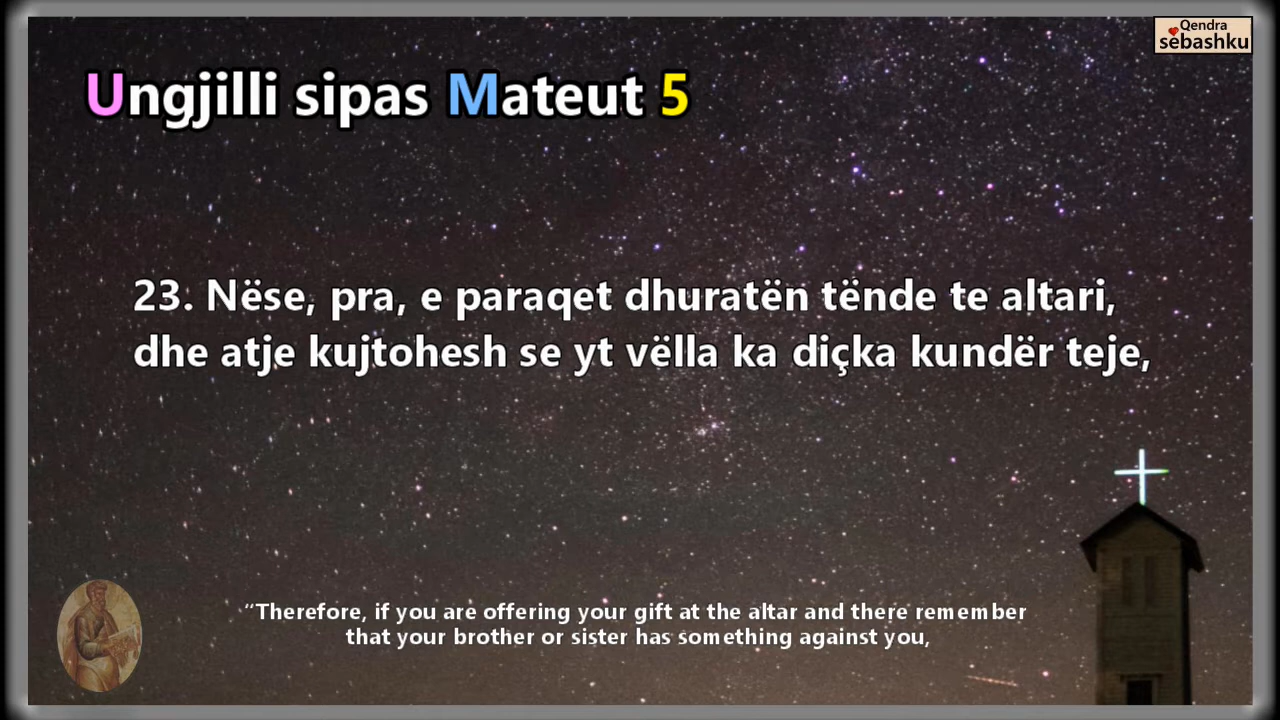 Qendra
sebashku
Ungjilli sipas Mateut 5
23. Nëse, pra, e paraqet dhuratën tënde te altari,
dhe atje kujtohesh se yt vëlla ka diçka kundër teje,
“Therefore, if you are offering your gift at the altar and there remember
that your brother or sister has something against you,